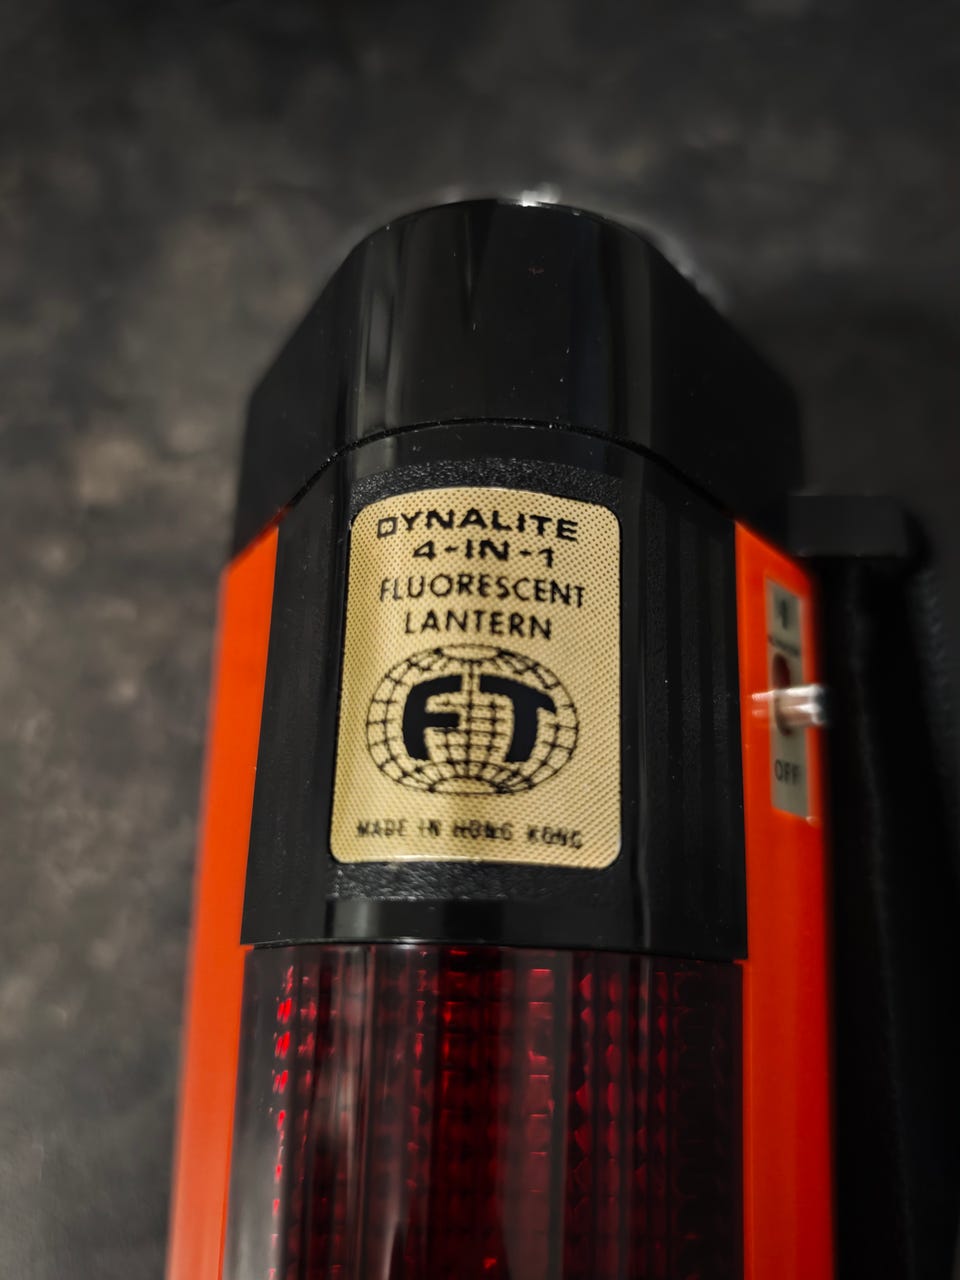 DYNALITE
4-IN-1
FLUORESCENT
LANTERN
FT
MADE IN HONG KONG
OFF